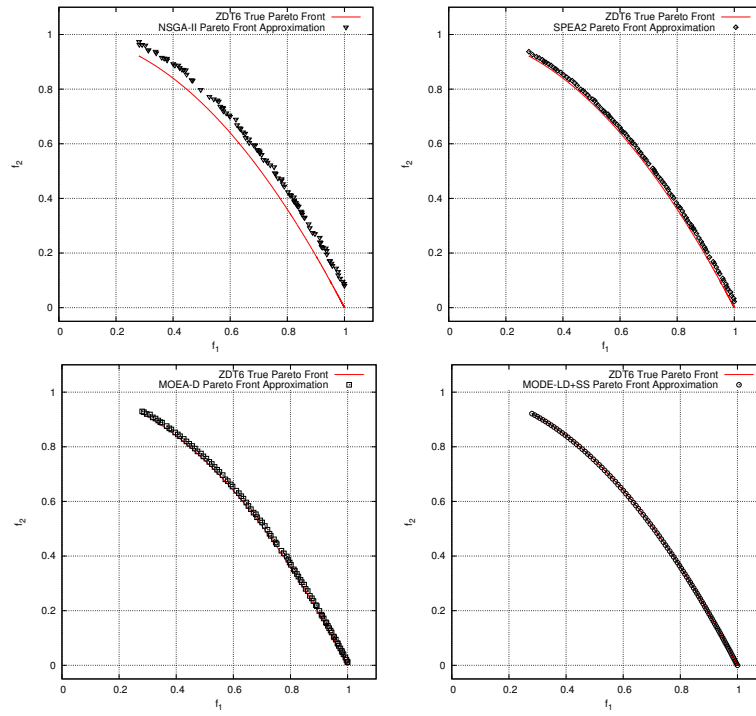 ZDT6 True Pareto Front
NSGA-II Pareto Front Approximation
1
0.8
0.6
0.4
0.2
0
f2
0 0.2 0.4 0.6 0.8 1
f1
ZDT6 True Pareto Front
SPEA2 Pareto Front Approximation
1
0.8
0.6
0.4
0.2
0
f2
0 0.2 0.4 0.6 0.8 1
f1
ZDT6 True Pareto Front
MOEA-D Pareto Front Approximation
1
0.8
0.6
0.4
0.2
0
f2
0 0.2 0.4 0.6 0.8 1
f1
ZDT6 True Pareto Front
MODE-LD+SS Pareto Front Approximation
1
0.8
0.6
0.4
0.2
0
f2
0 0.2 0.4 0.6 0.8 1
f1